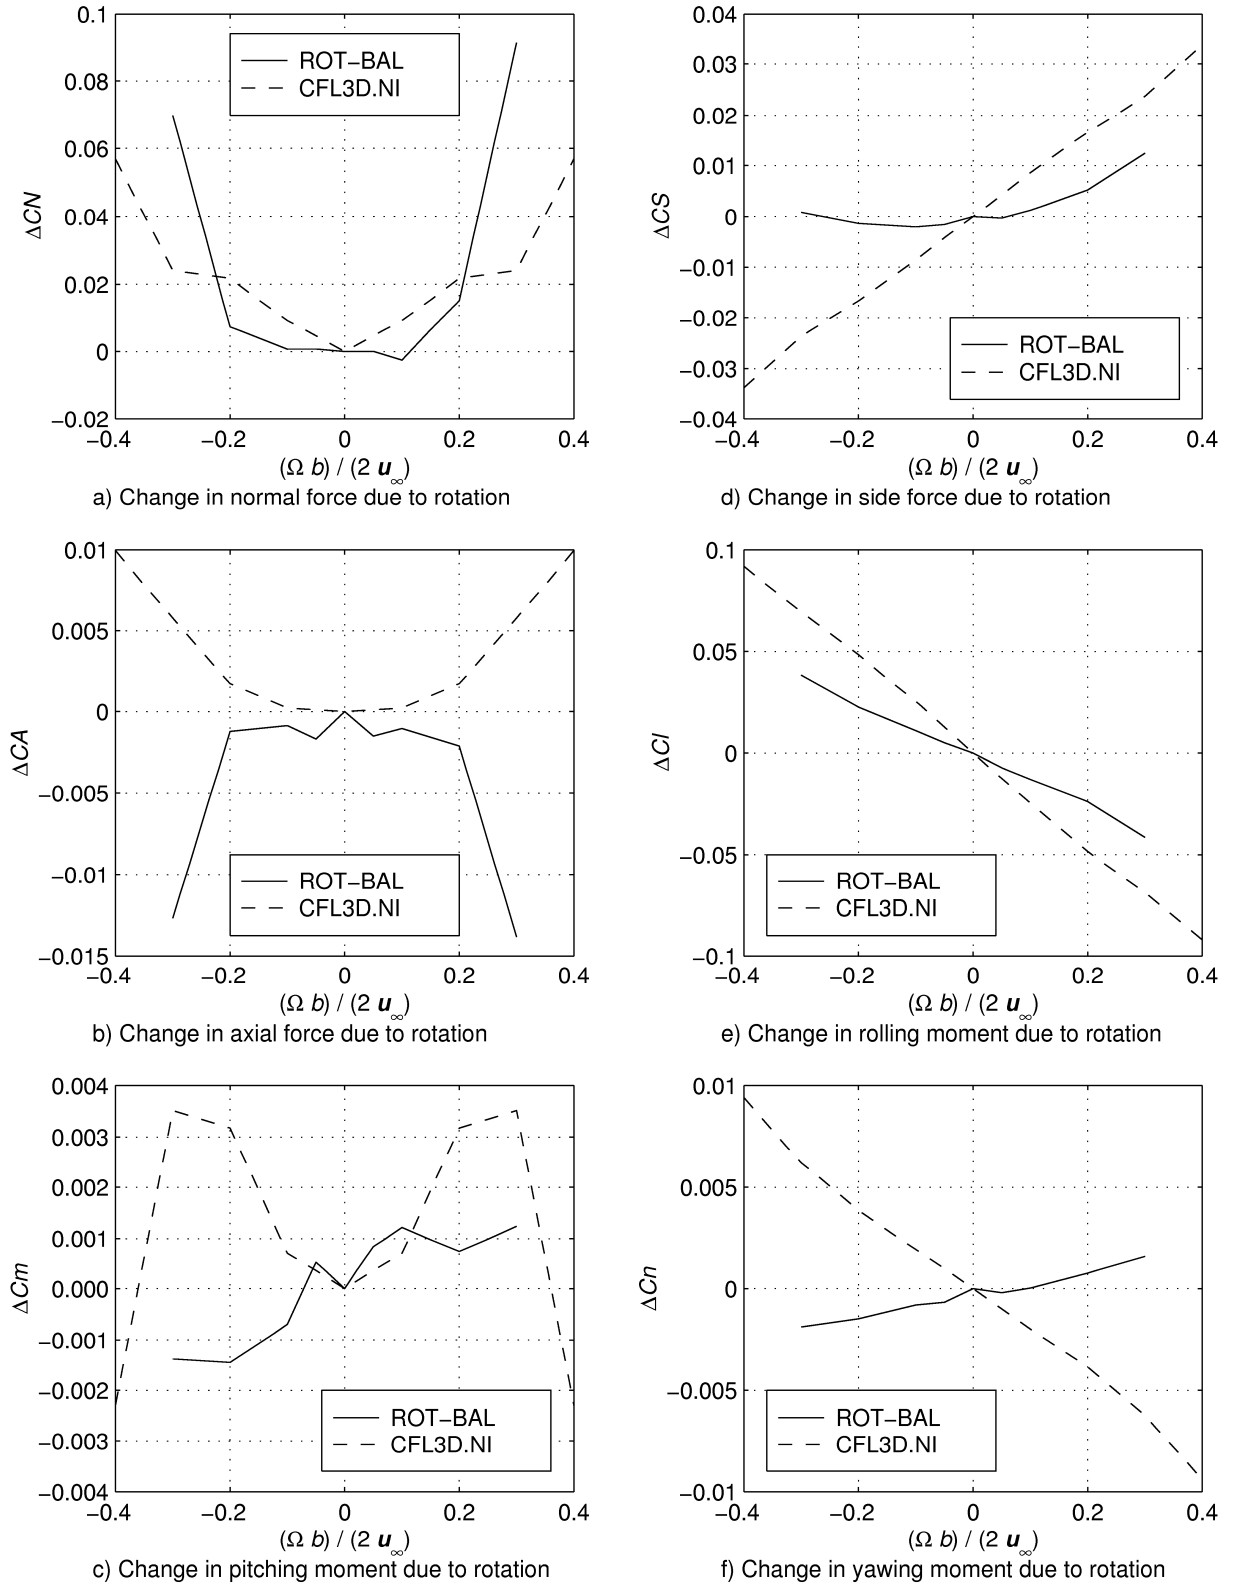 0.1
0.08
0.06
0.04
0.02
0
−0.02
ΔCN
ROT−BAL
CFL3D.NI
−0.4 −0.2 0 0.2 0.4
(Ω b) / (2 u∞)
a) Change in normal force due to rotation
0.04
0.03
0.02
0.01
0
−0.01
−0.02
−0.03
−0.04
ΔCS
ROT−BAL
CFL3D.NI
−0.4 −0.2 0 0.2 0.4
(Ω b) / (2 u∞)
d) Change in side force due to rotation
0.01
0.005
0
−0.005
−0.01
−0.015
ΔCA
ROT−BAL
CFL3D.NI
−0.4 −0.2 0 0.2 0.4
(Ω b) / (2 u∞)
b) Change in axial force due to rotation
0.1
0.05
0
−0.05
−0.1
ΔCl
ROT−BAL
CFL3D.NI
−0.4 −0.2 0 0.2 0.4
(Ω b) / (2 u∞)
e) Change in rolling moment due to rotation
0.004
0.003
0.002
0.001
0.000
−0.001
−0.002
−0.003
−0.004
ΔCm
ROT−BAL
CFL3D.NI
−0.4 −0.2 0 0.2 0.4
(Ω b) / (2 u∞)
c) Change in pitching moment due to rotation
0.01
0.005
0
−0.005
−0.01
ΔCn
ROT−BAL
CFL3D.NI
−0.4 −0.2 0 0.2 0.4
(Ω b) / (2 u∞)
f) Change in yawing moment due to rotation